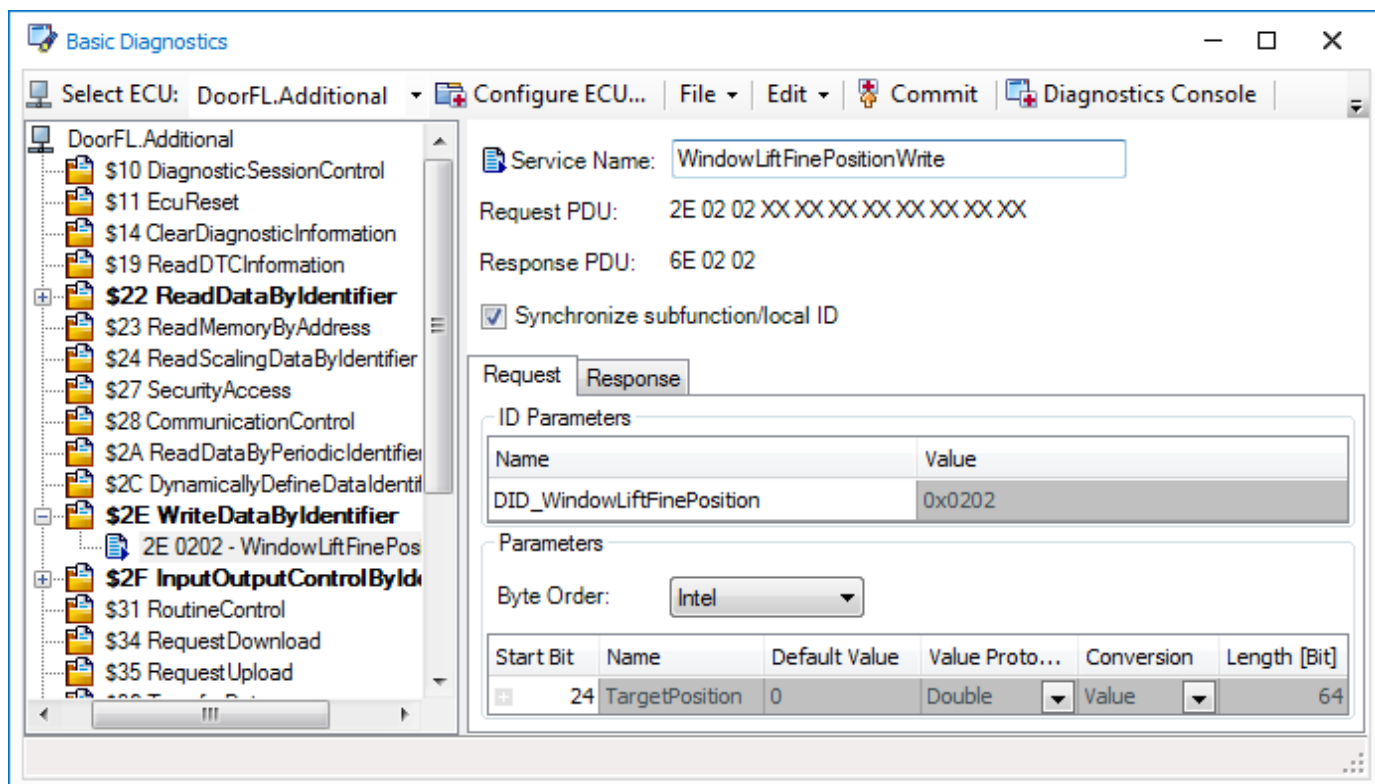 Basic Diagnostics
Select ECU: DoorFL.Additional Configure ECU... File Edit Commit Diagnostics Console
DoorFL.Additional
$10 DiagnosticSessionControl
$11 EcuReset
$14 ClearDiagnosticInformation
$19 ReadDTCInformation
$22 ReadDataByIdentifier
$23 ReadMemoryByAddress
$24 ReadScalingDataByIdentifier
$27 SecurityAccess
$28 CommunicationControl
$2A ReadDataByPeriodicIdentifier
$2C DynamicallyDefineDataIdentif
$2E WriteDataByIdentifier
2E 0202 - WindowLiftFinePosi
$2F InputOutputControlByIde
$31 RoutineControl
$34 RequestDownload
$35 RequestUpload
Service Name: WindowLiftFinePositionWrite
Request PDU: 2E 02 02 XX XX XX XX XX XX XX XX
Response PDU: 6E 02 02
Synchronize subfunction/local ID
Request Response
ID Parameters
Name Value
DID_WindowLiftFinePosition 0x0202
Parameters
Byte Order: Intel
Start Bit Name Default Value Value Proto... Conversion Length [Bit]
24 TargetPosition 0 Double Value 64